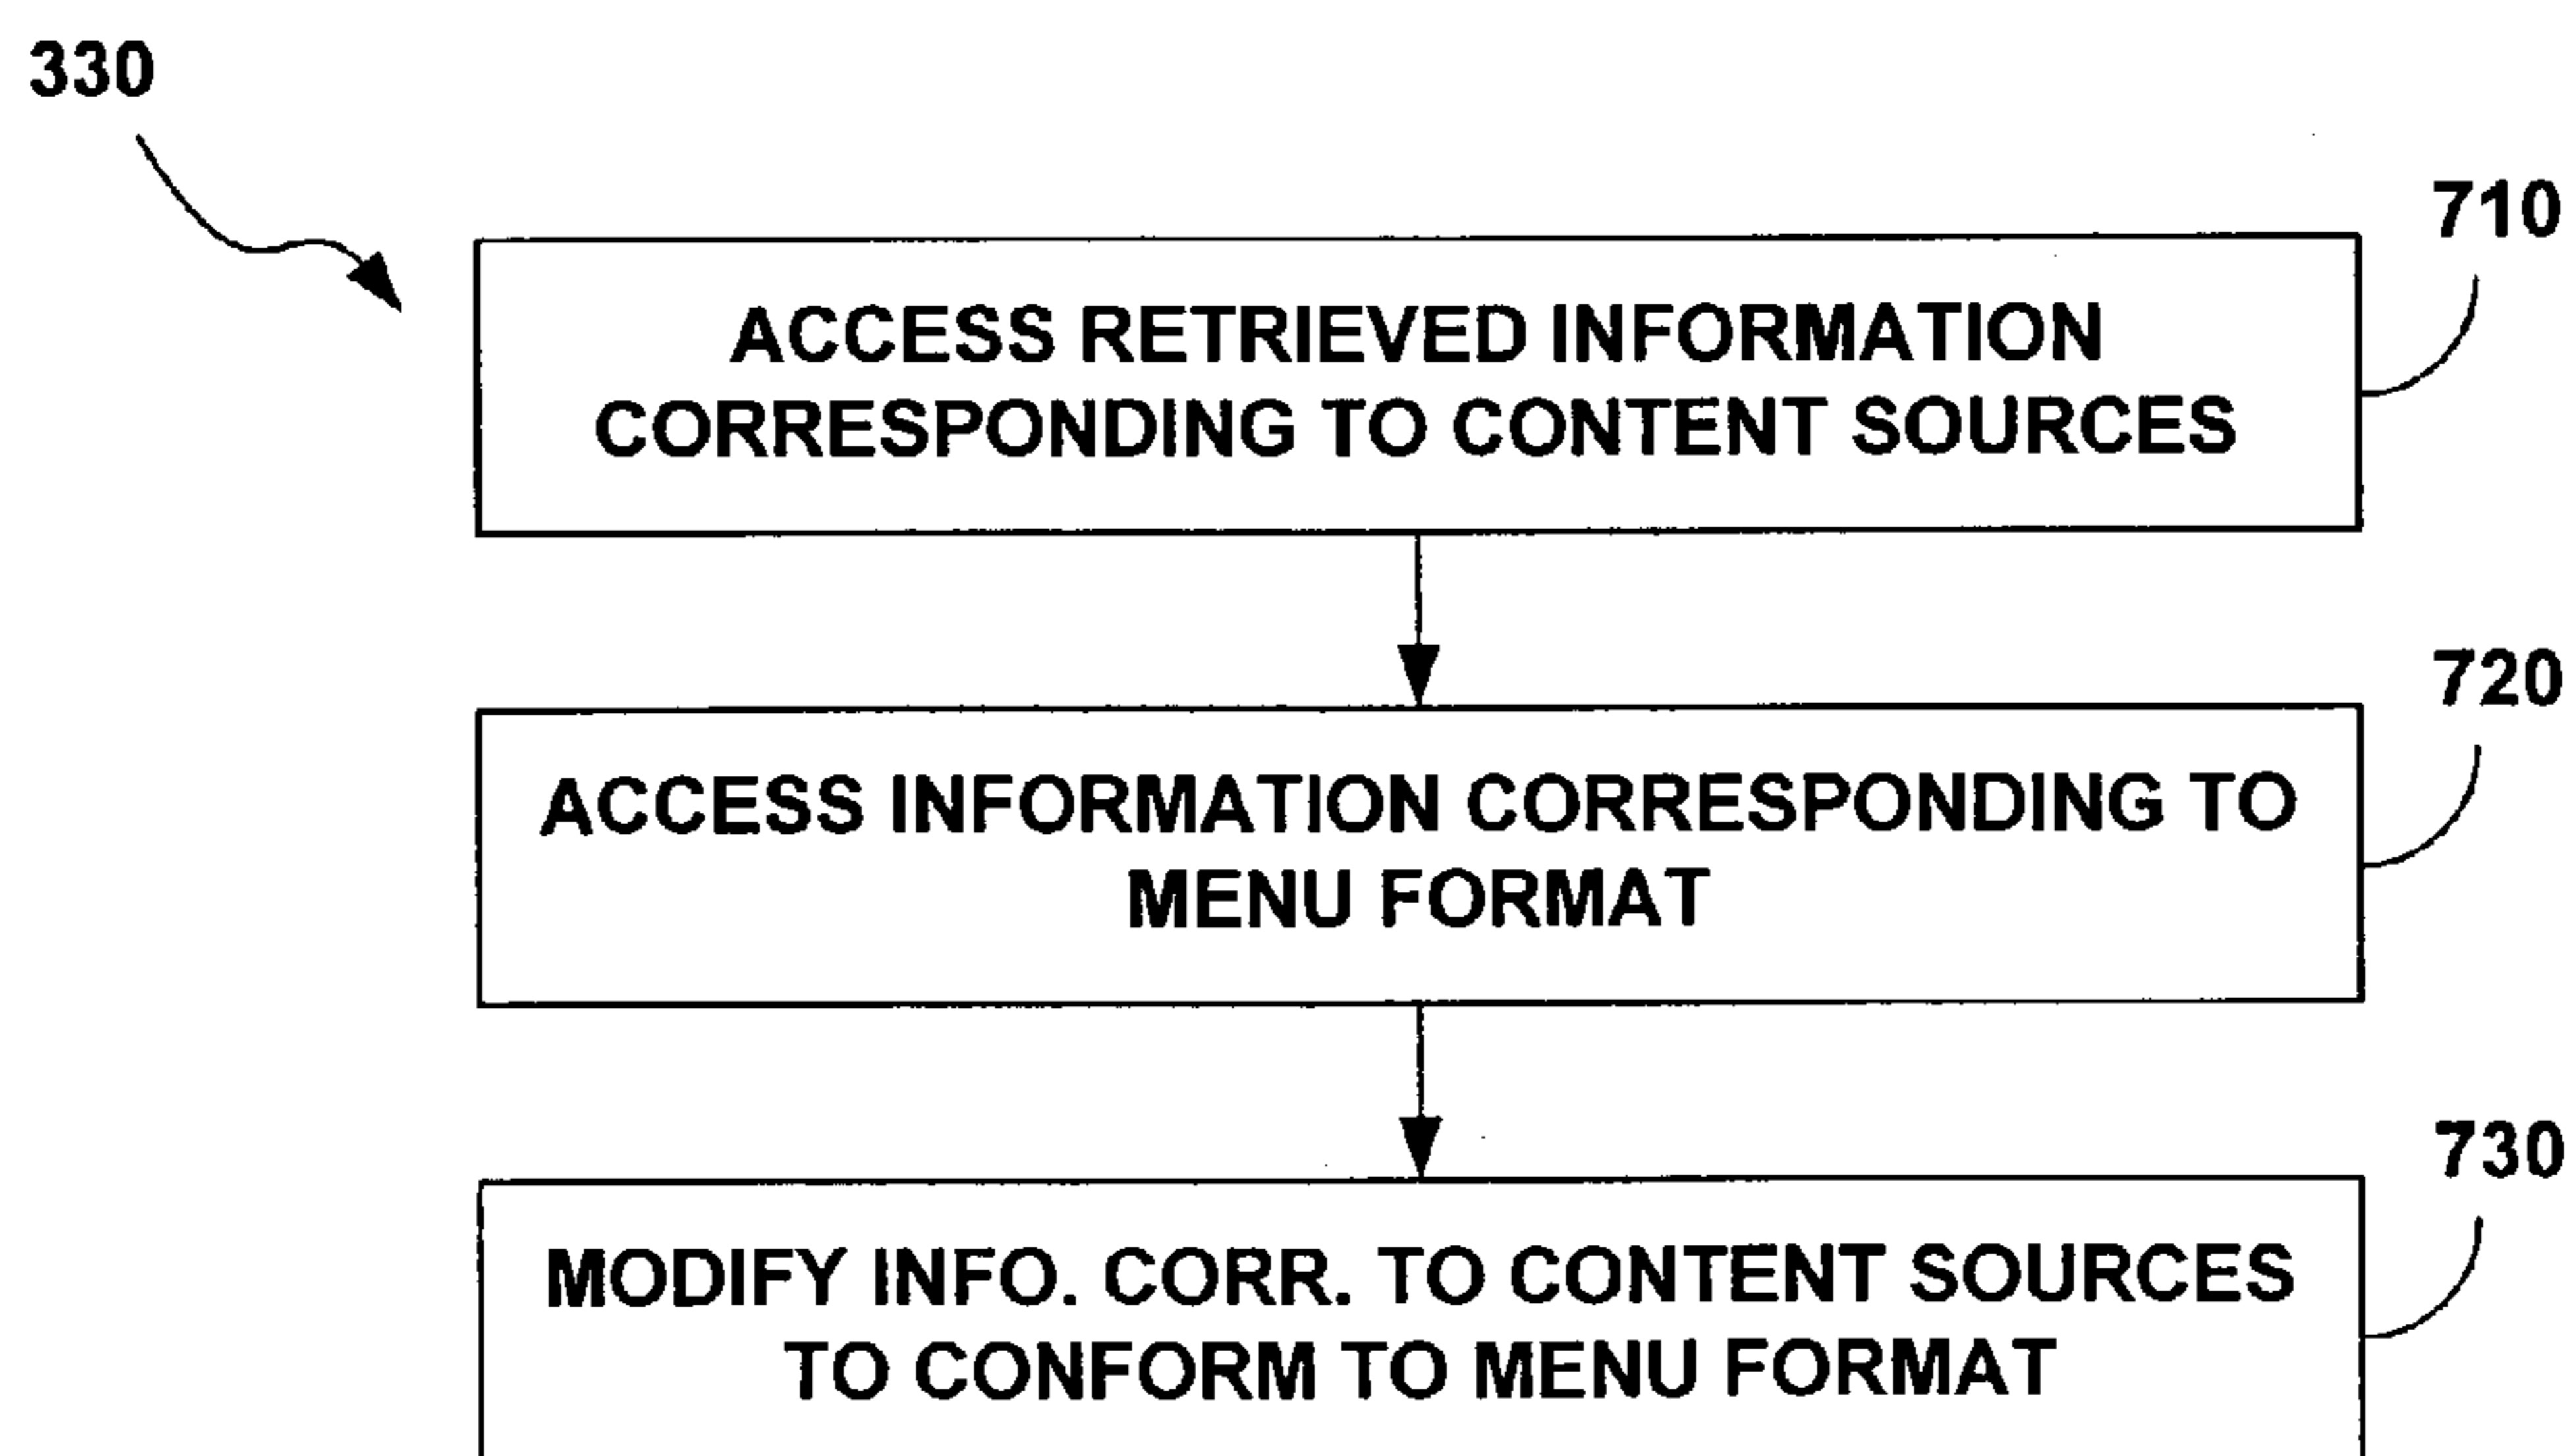 330
710
ACCESS RETRIEVED INFORMATION
CORRESPONDING TO CONTENT SOURCES
720
ACCESS INFORMATION CORRESPONDING TO
MENU FORMAT
730
MODIFY INFO. CORR. TO CONTENT SOURCES
TO CONFORM TO MENU FORMAT